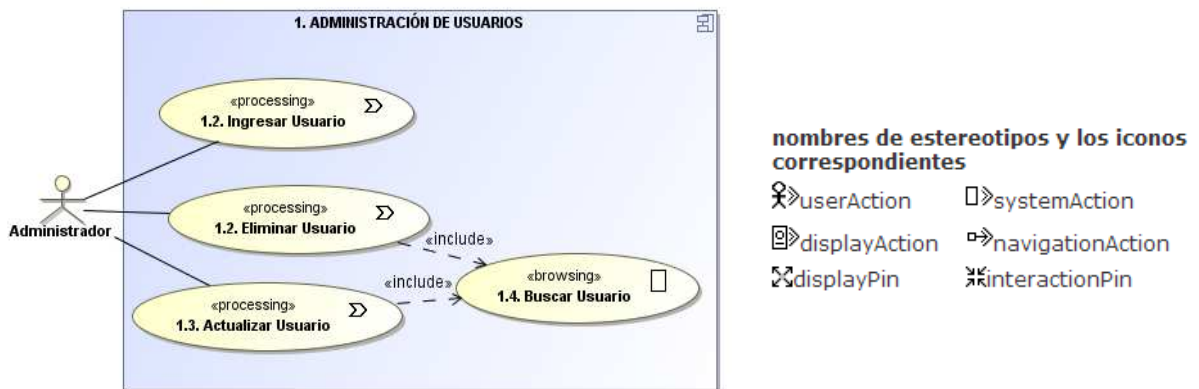 1. ADMINISTRACIÓN DE USUARIOS
«processing»
1.2. Ingresar Usuario
«processing»
1.2. Eliminar Usuario
Administrador
«include»
«include»
«browsing»
1.4. Buscar Usuario
«processing»
1.3. Actualizar Usuario
nombres de estereotipos y los iconos
correspondientes
userAction
systemAction
displayAction
navigationAction
displayPin
interactionPin